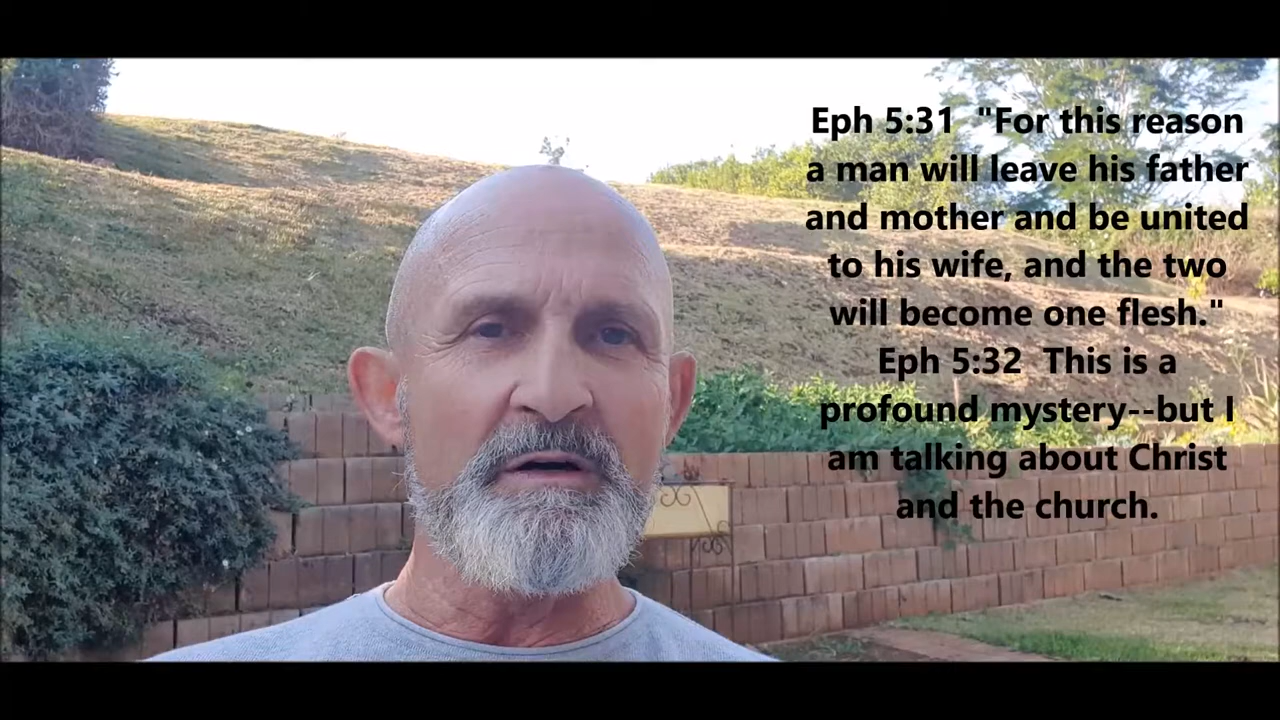 Eph 5:31  "For this reason
a man will leave his father
and mother and be united
to his wife, and the two
will become one flesh."
Eph 5:32  This is a
profound mystery--but I
am talking about Christ
and the church.